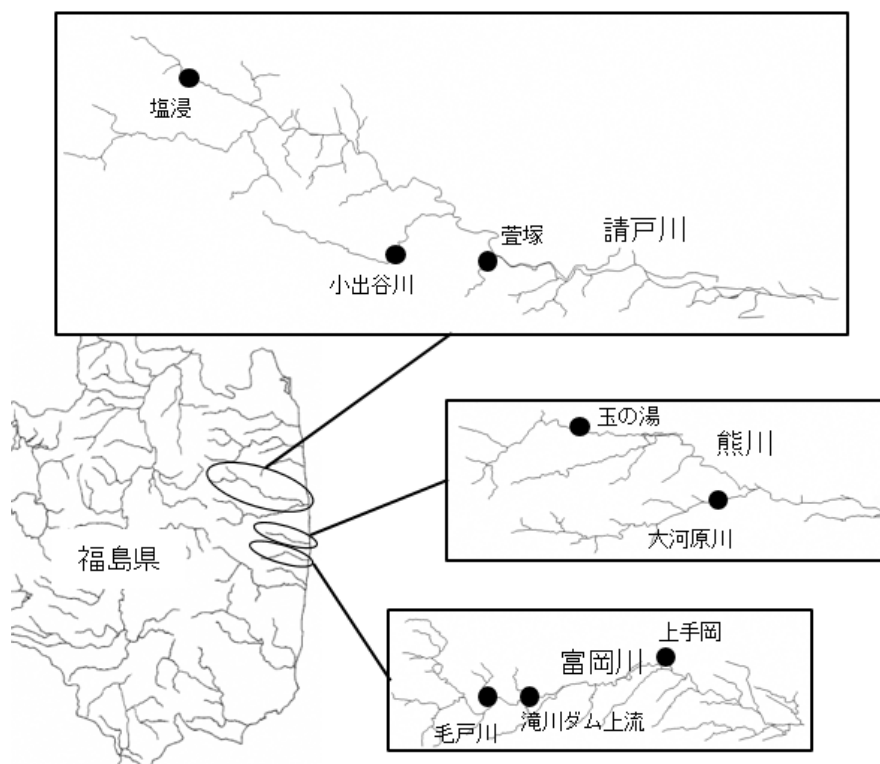 塩浸
萱塚
請戸川
小出谷川
玉の湯
熊川
大河原川
福島県
上手岡
富岡川
滝川ダム上流
毛戸川